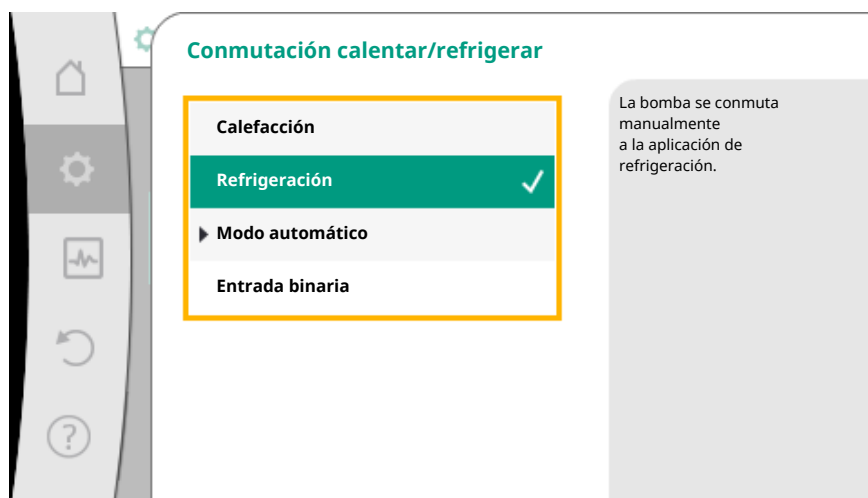 Conmutación calentar/refrigerar
Calefacción
Refrigeración
Modo automático
Entrada binaria
La bomba se conmuta
manualmente
a la aplicación de
refrigeración.
?